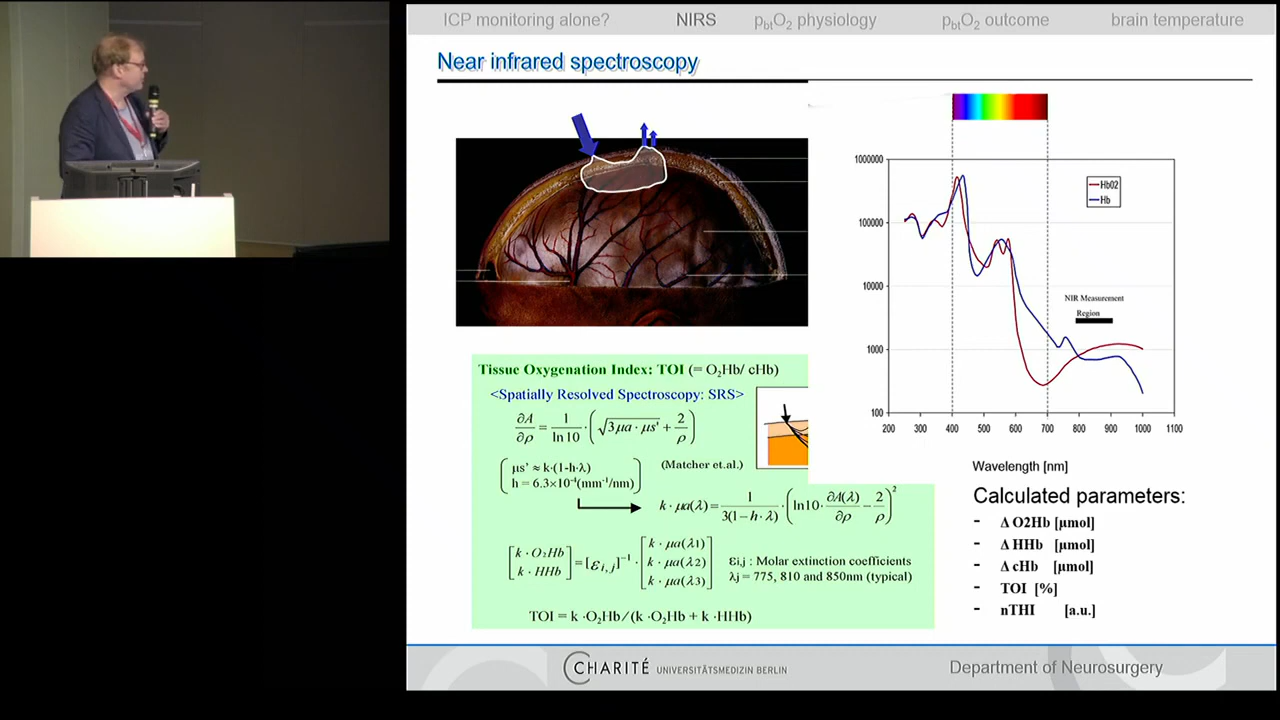 ICP monitoring alone? NIRS pbtO2 physiology pbtO2 outcome brain temperature
Near infrared spectroscopy
1000000
100000
10000
1000
100
HbO2
Hb
NIR Measurement
Region
200 300 400 500 600 700 800 900 1000 1100
Wavelength [nm]
Tissue Oxygenation Index: TOI (= O2Hb/ cHb)
<Spatially Resolved Spectroscopy: SRS>
∂A/∂ρ = 1/ln 10 · (√3μa · μs' + 2/ρ)
μs' ≈ k·(1-h·λ)
h = 6.3×10⁻⁴(mm⁻¹/nm)
(Matcher et.al.)
k · μa(λ) = 1/3(1 − h · λ) · (ln10 · ∂A(λ)/∂ρ − 2/ρ)²
[k · O2Hb
k · HHb] = [εi,j]⁻¹ · [k · μa(λ1)
k · μa(λ2)
k · μa(λ3)]
εi,j : Molar extinction coefficients
λj = 775, 810 and 850nm (typical)
TOI = k ·O2Hb/(k ·O2Hb + k ·HHb)
Calculated parameters:
- Δ O2Hb [µmol]
- Δ HHb [µmol]
- Δ cHb [µmol]
- TOI [%]
- nTHI [a.u.]
CHARITÉ UNIVERSITÄTSMEDIZIN BERLIN
Department of Neurosurgery